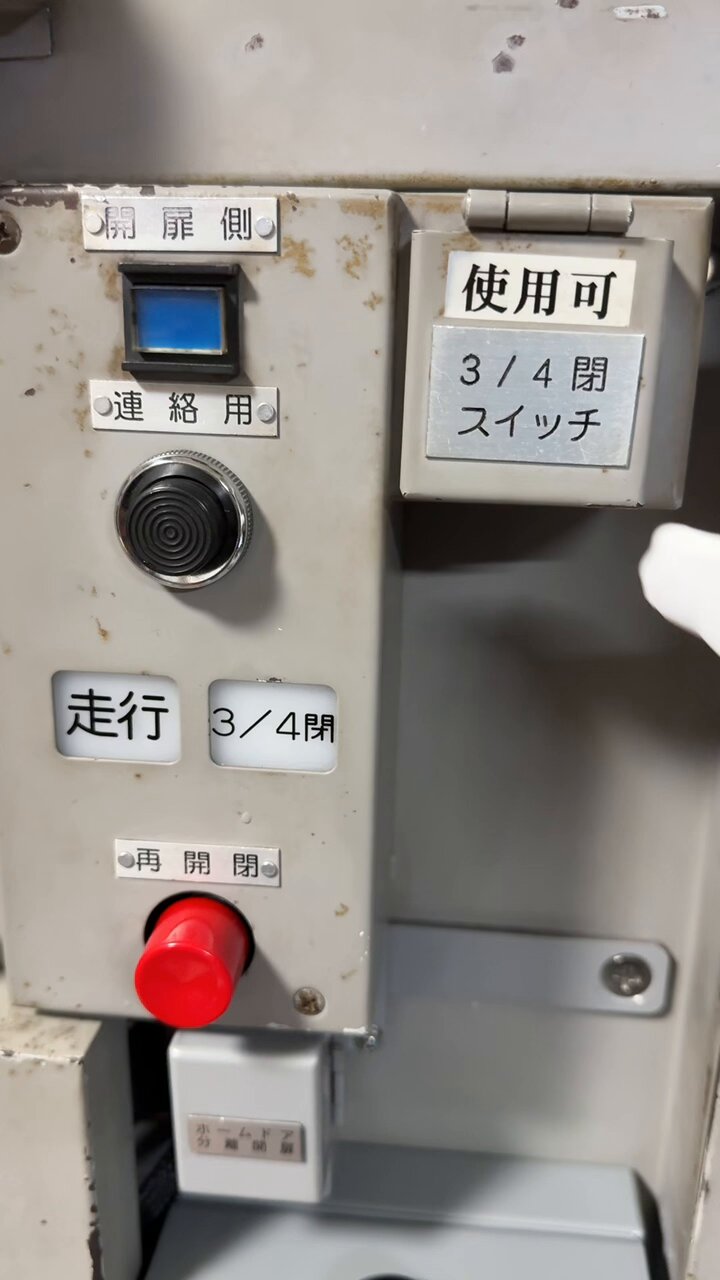 開扉側
使用可
3/4閉
スイッチ
連絡用
走行
3/4閉
再開閉
ホームドア
分離開扉